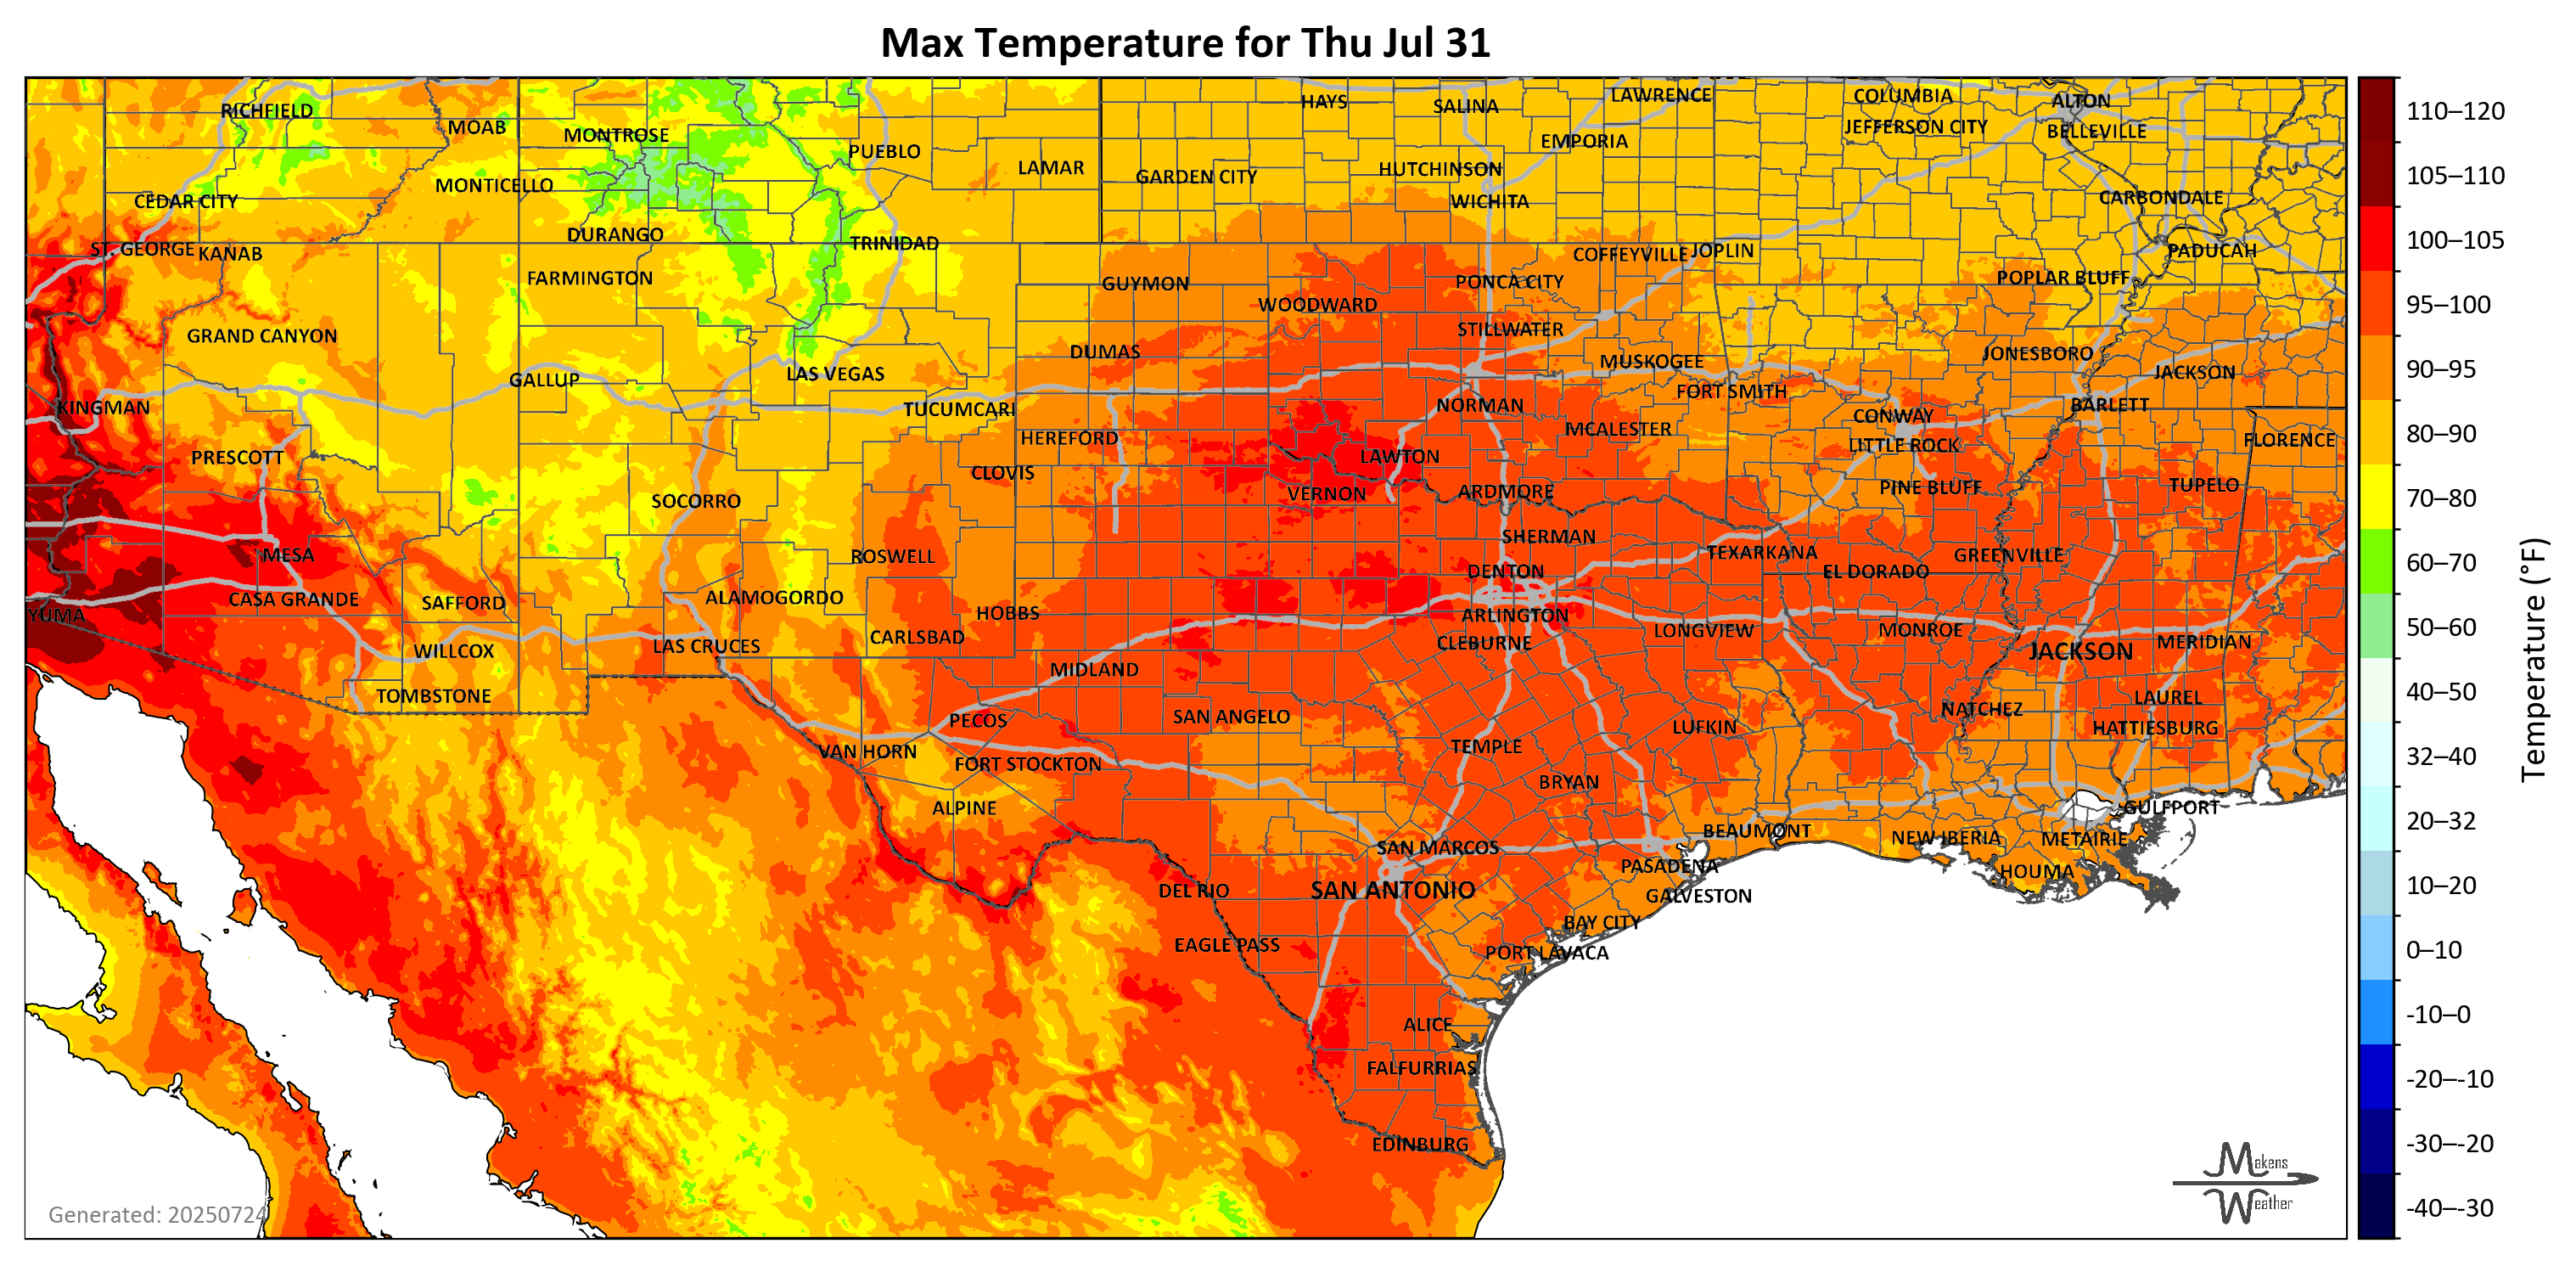 Max Temperature for Thu Jul 31
RICHFIELD
MOAB
MONTROSE
PUEBLO
LAMAR
HAYS
SALINA
LAWRENCE
COLUMBIA
ALTON
JEFFERSON CITY
BELLEVILLE
EMPORIA
GARDEN CITY
HUTCHINSON
MONTICELLO
CEDAR CITY
WICHITA
CARBONDALE
DURANGO
TRINIDAD
ST. GEORGE
KANAB
COFFEYVILLE
JOPLIN
PADUCAH
FARMINGTON
GUYMON
PONCA CITY
POPLAR BLUFF
WOODWARD
GRAND CANYON
STILLWATER
DUMAS
MUSKOGEE
JONESBORO
JACKSON
GALLUP
LAS VEGAS
FORT SMITH
KINGMAN
TUCUMCARI
NORMAN
CONWAY
BARLETT
HEREFORD
MCALESTER
LITTLE ROCK
FLORENCE
PRESCOTT
CLOVIS
LAWTON
SOCORRO
VERNON
ARDMORE
PINE BLUFF
TUPELO
MESA
ROSWELL
SHERMAN
TEXARKANA
GREENVILLE
DENTON
EL DORADO
CASA GRANDE
SAFFORD
ALAMOGORDO
YUMA
HOBBS
ARLINGTON
WILLCOX
LAS CRUCES
CARLSBAD
CLEBURNE
LONGVIEW
MONROE
JACKSON
MERIDIAN
MIDLAND
TOMBSTONE
LAUREL
PECOS
SAN ANGELO
LUFKIN
NATCHEZ
HATTIESBURG
VAN HORN
FORT STOCKTON
TEMPLE
BRYAN
ALPINE
GULFPORT
SAN MARCOS
BEAUMONT
NEW IBERIA
METAIRIE
PASADENA
HOUMA
DEL RIO
SAN ANTONIO
GALVESTON
BAY CITY
EAGLE PASS
PORT LAVACA
ALICE
FALFURRIAS
EDINBURG
Generated: 20250724
Makens
Weather
110–120
105–110
100–105
95–100
90–95
80–90
70–80
60–70
50–60
40–50
32–40
20–32
10–20
0–10
-10–0
-20–-10
-30–-20
-40–-30
Temperature (°F)